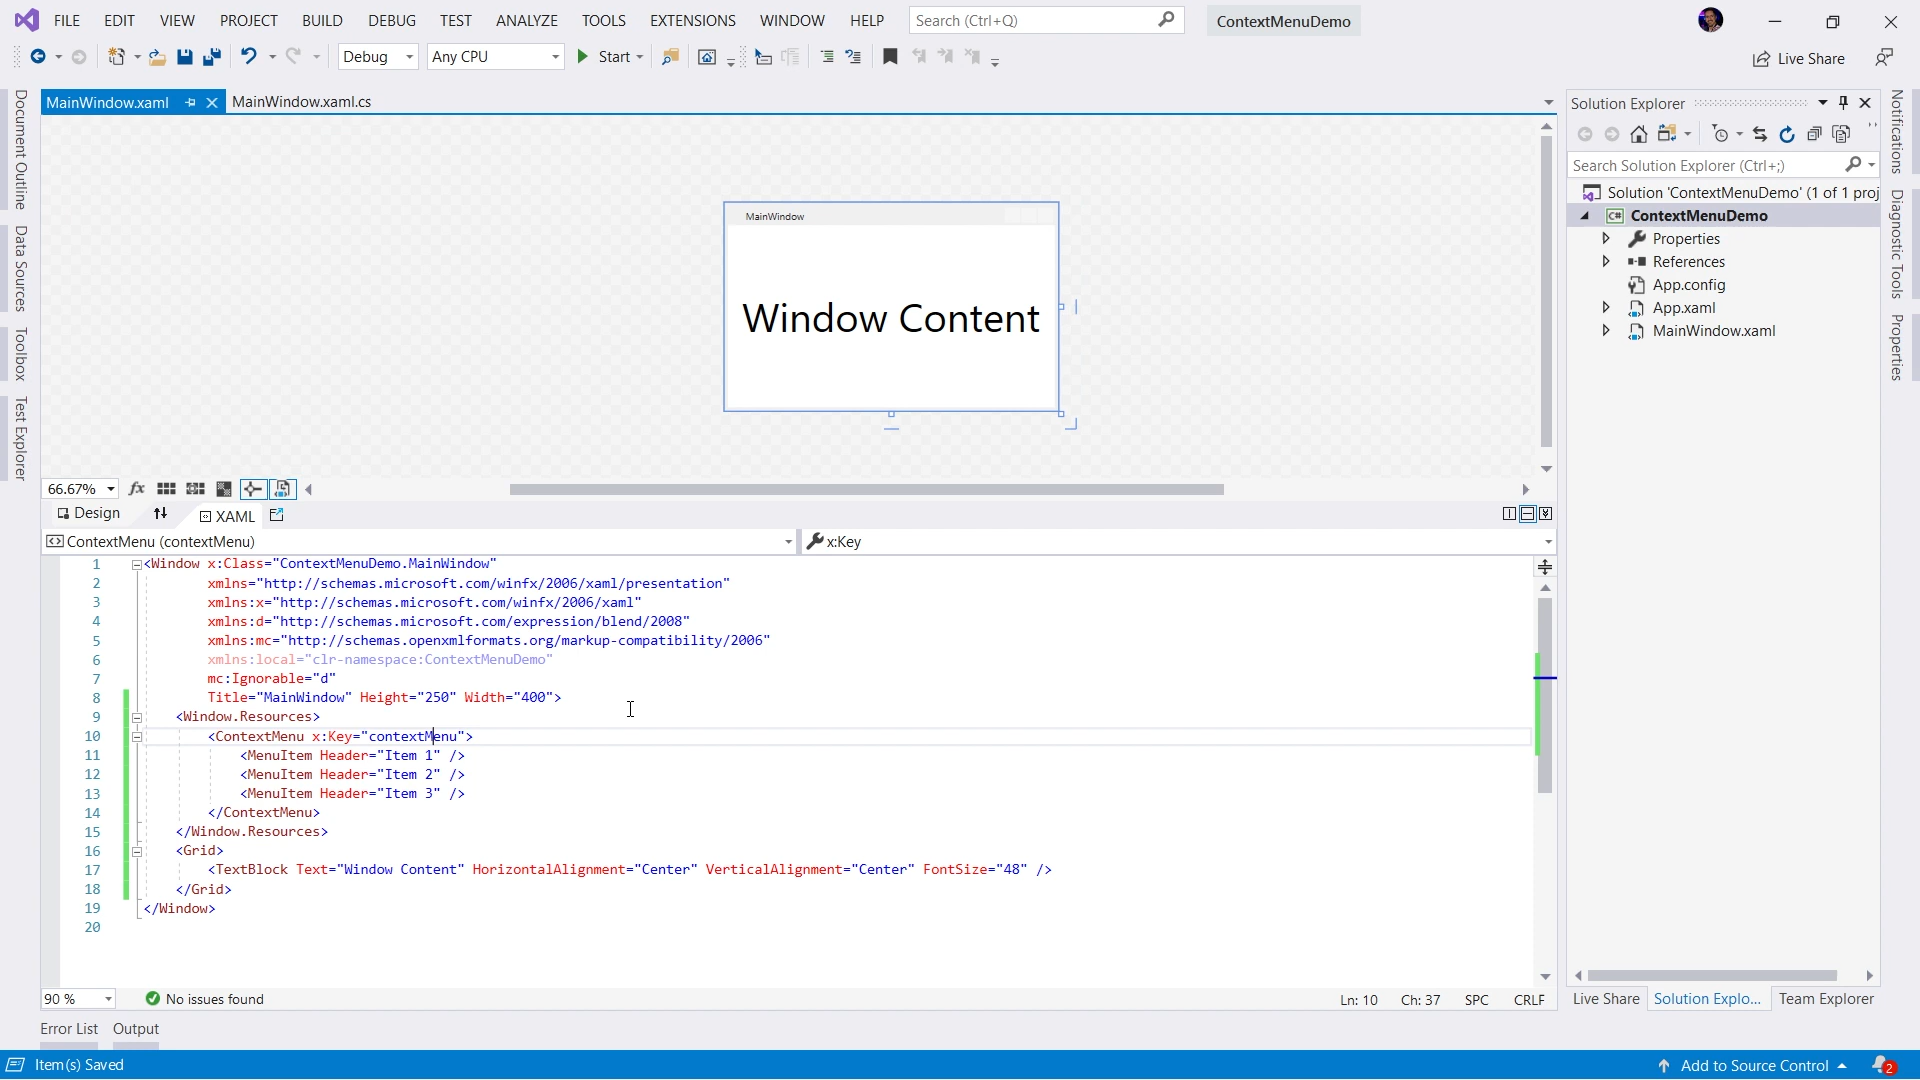 FILE EDIT VIEW PROJECT BUILD DEBUG TEST ANALYZE TOOLS EXTENSIONS WINDOW HELP Search (Ctrl+Q) ContextMenuDemo
Debug Any CPU Start Live Share
MainWindow.xaml MainWindow.xaml.cs
Document Outline
Data Sources
Toolbox
Test Explorer
MainWindow
Window Content
66.67% fx
Design XAML
ContextMenu (contextMenu) x:Key
1 <Window x:Class="ContextMenuDemo.MainWindow"
2 xmlns="http://schemas.microsoft.com/winfx/2006/xaml/presentation"
3 xmlns:x="http://schemas.microsoft.com/winfx/2006/xaml"
4 xmlns:d="http://schemas.microsoft.com/expression/blend/2008"
5 xmlns:mc="http://schemas.openxmlformats.org/markup-compatibility/2006"
6 xmlns:local="clr-namespace:ContextMenuDemo"
7 mc:Ignorable="d"
8 Title="MainWindow" Height="250" Width="400">
9 <Window.Resources>
10 <ContextMenu x:Key="contextMenu">
11 <MenuItem Header="Item 1" />
12 <MenuItem Header="Item 2" />
13 <MenuItem Header="Item 3" />
14 </ContextMenu>
15 </Window.Resources>
16 <Grid>
17 <TextBlock Text="Window Content" HorizontalAlignment="Center" VerticalAlignment="Center" FontSize="48" />
18 </Grid>
19 </Window>
20
90 % No issues found Ln: 10 Ch: 37 SPC CRLF
Solution Explorer
Search Solution Explorer (Ctrl+;)
Solution 'ContextMenuDemo' (1 of 1 proj
C# ContextMenuDemo
Properties
References
App.config
App.xaml
MainWindow.xaml
Live Share Solution Explo... Team Explorer
Notifications
Diagnostic Tools
Properties
Error List Output
Item(s) Saved Add to Source Control 2